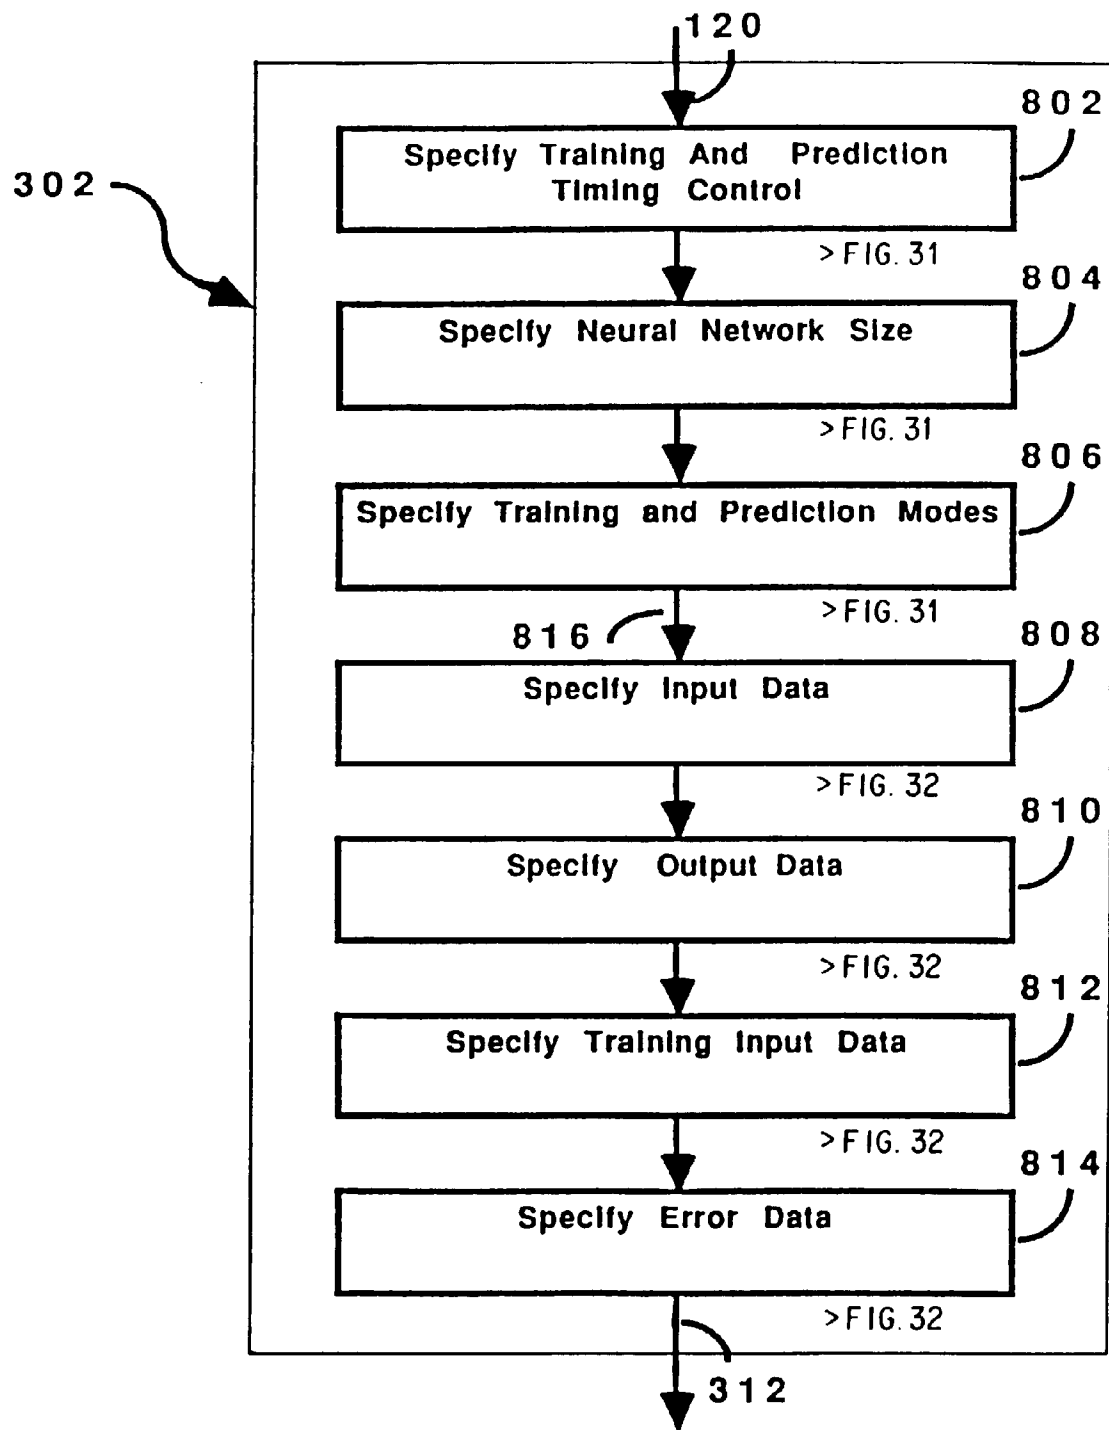 120
802
Specify Training And Prediction
Timing Control
302
>FIG. 31
804
Specify Neural Network Size
>FIG. 31
806
Specify Training and Prediction Modes
>FIG. 31
816
808
Specify Input Data
>FIG. 32
810
Specify Output Data
>FIG. 32
812
Specify Training Input Data
>FIG. 32
814
Specify Error Data
>FIG. 32
312